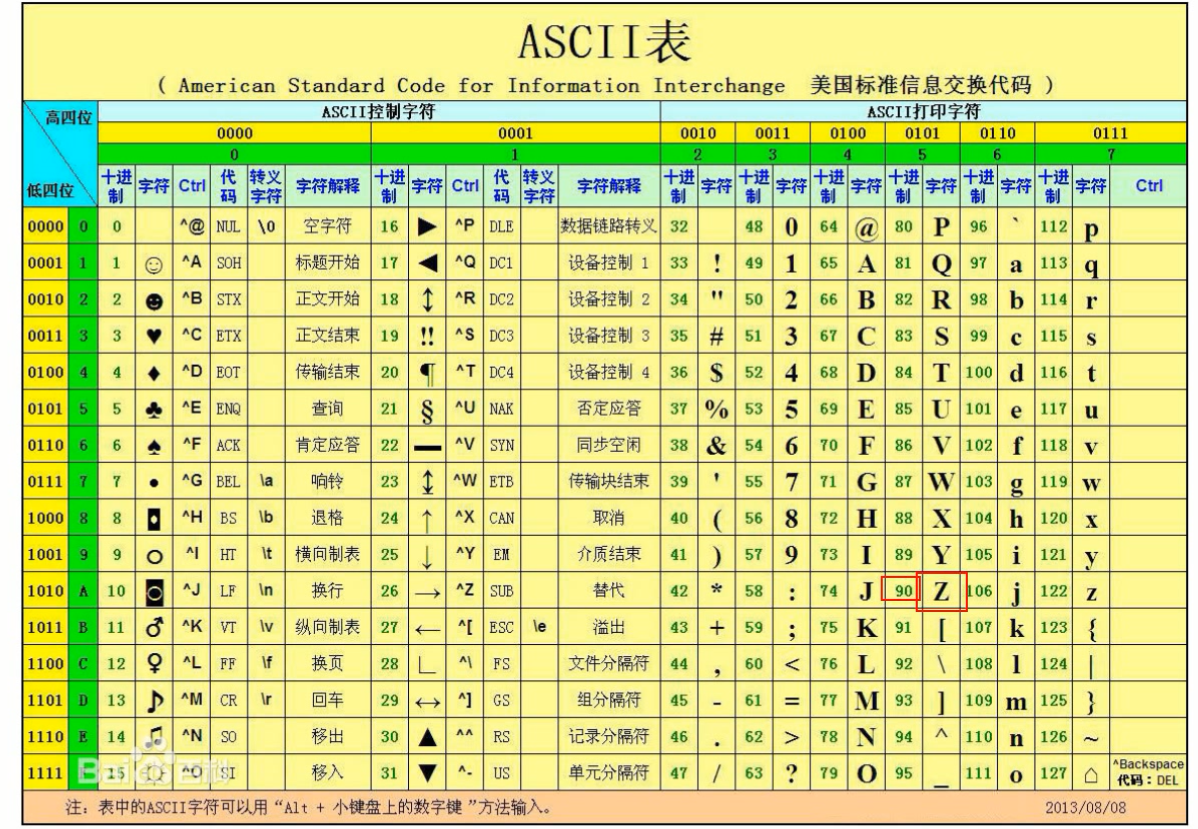 ASCII表
( American Standard Code for Information Interchange 美国标准信息交换代码 )
高四位 ASCII控制字符 ASCII打印字符
0000 0001 0010 0011 0100 0101 0110 0111
0 1 2 3 4 5 6 7
低四位 十进制 字符 Ctrl 代码 转义字符 字符解释 十进制 字符 Ctrl 代码 转义字符 字符解释 十进制 字符 十进制 字符 十进制 字符 十进制 字符 十进制 字符 十进制 字符 Ctrl
0000 0 0 ^@ NUL \0 空字符 16 ► ^P DLE 数据链路转义 32 48 0 64 @ 80 P 96 ` 112 p
0001 1 1 ☺ ^A SOH 标题开始 17 ◄ ^Q DC1 设备控制 1 33 ! 49 1 65 A 81 Q 97 a 113 q
0010 2 2 ☻ ^B STX 正文开始 18 ↕ ^R DC2 设备控制 2 34 " 50 2 66 B 82 R 98 b 114 r
0011 3 3 ♥ ^C ETX 正文结束 19 ‼ ^S DC3 设备控制 3 35 # 51 3 67 C 83 S 99 c 115 s
0100 4 4 ♦ ^D EOT 传输结束 20 ¶ ^T DC4 设备控制 4 36 $ 52 4 68 D 84 T 100 d 116 t
0101 5 5 ♣ ^E ENQ 查询 21 § ^U NAK 否定应答 37 % 53 5 69 E 85 U 101 e 117 u
0110 6 6 ♠ ^F ACK 肯定应答 22 ▬ ^V SYN 同步空闲 38 & 54 6 70 F 86 V 102 f 118 v
0111 7 7 • ^G BEL \a 响铃 23 ↨ ^W ETB 传输块结束 39 ' 55 7 71 G 87 W 103 g 119 w
1000 8 8 ◘ ^H BS \b 退格 24 ↑ ^X CAN 取消 40 ( 56 8 72 H 88 X 104 h 120 x
1001 9 9 ○ ^I HT \t 横向制表 25 ↓ ^Y EM 介质结束 41 ) 57 9 73 I 89 Y 105 i 121 y
1010 A 10 ◙ ^J LF \n 换行 26 → ^Z SUB 替代 42 * 58 : 74 J 90 Z 106 j 122 z
1011 B 11 ♂ ^K VT \v 纵向制表 27 ← ^[ ESC \e 溢出 43 + 59 ; 75 K 91 [ 107 k 123 {
1100 C 12 ♀ ^L FF \f 换页 28 ∟ ^\ FS 文件分隔符 44 , 60 < 76 L 92 \ 108 l 124 |
1101 D 13 ♪ ^M CR \r 回车 29 ↔ ^] GS 组分隔符 45 - 61 = 77 M 93 ] 109 m 125 }
1110 E 14 ♫ ^N SO 移出 30 ▲ ^^ RS 记录分隔符 46 . 62 > 78 N 94 ^ 110 n 126 ~
1111 15 ☼ ^O SI 移入 31 ▼ ^- US 单元分隔符 47 / 63 ? 79 O 95 _ 111 o 127 ⌂ ^Backspace 代码：DEL
Bai 百科
注：表中的ASCII字符可以用“Alt + 小键盘上的数字键”方法输入。 2013/08/08